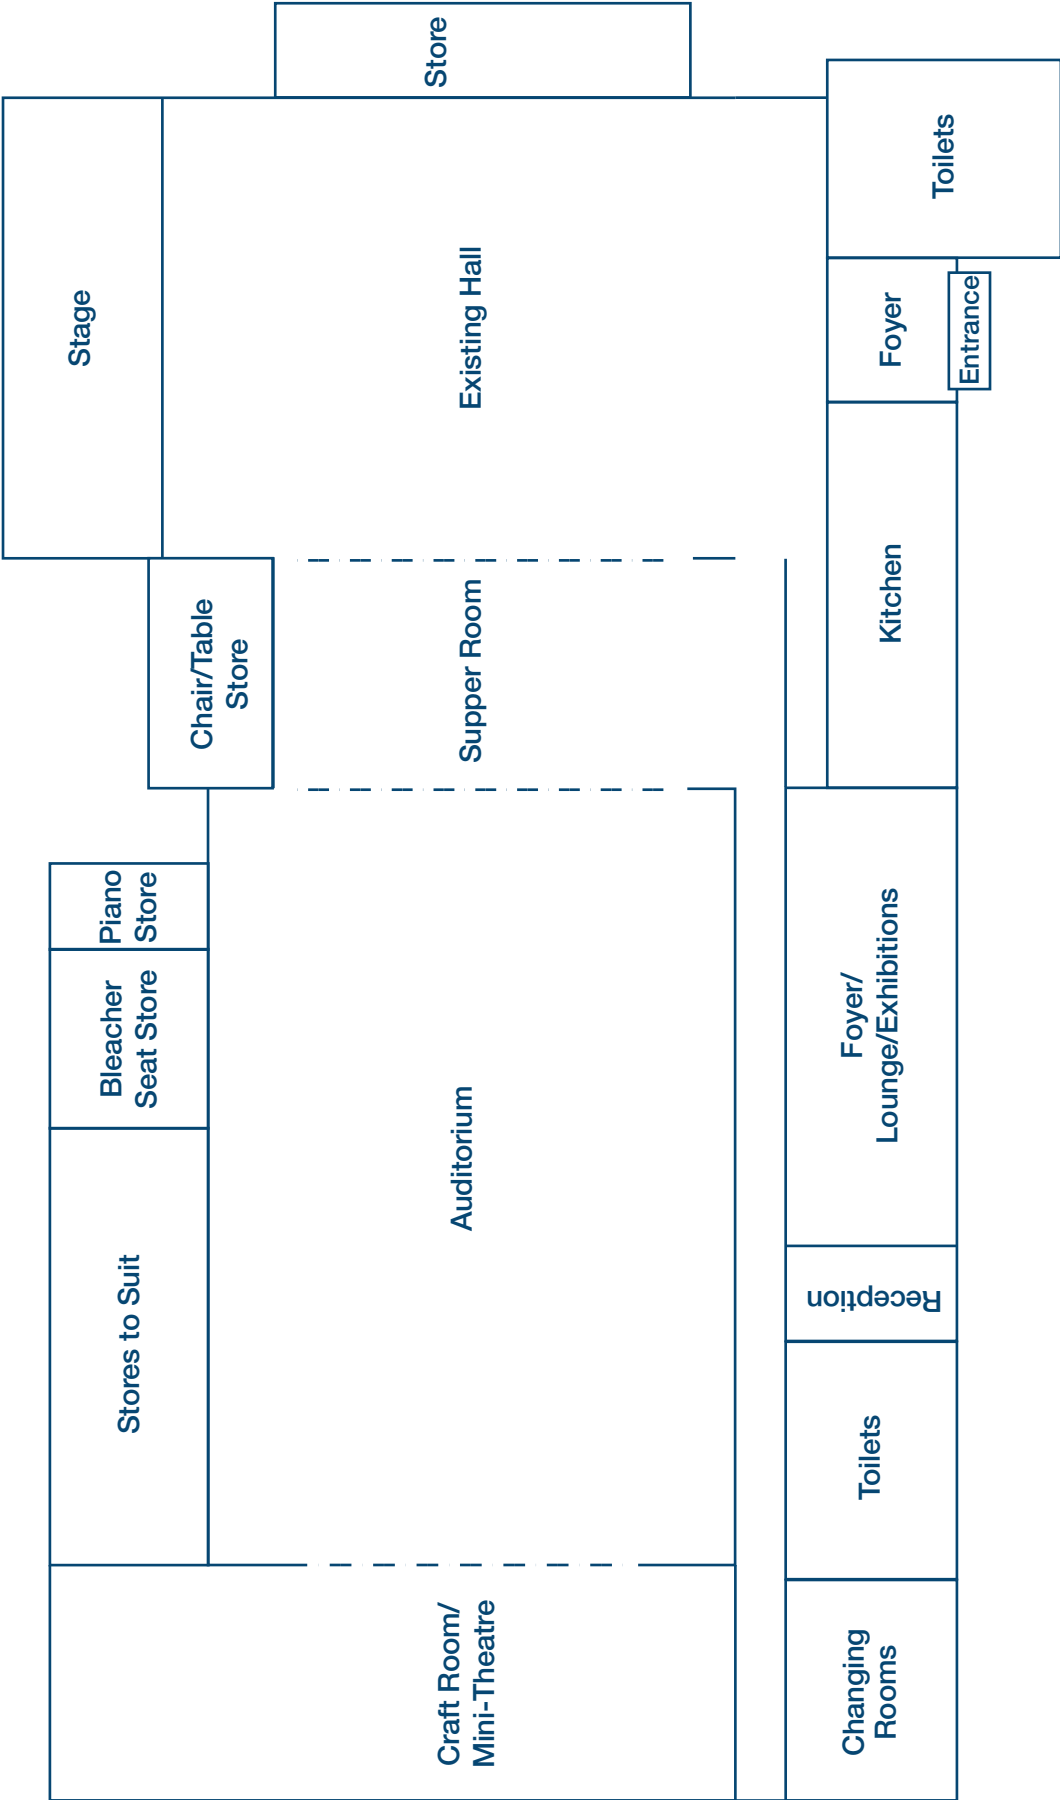 Store
Toilets
Stage
Existing Hall
Foyer
Entrance
Kitchen
Chair/Table
Store
Supper Room
Piano
Store
Bleacher
Seat Store
Foyer/
Lounge/Exhibitions
Auditorium
Stores to Suit
Reception
Toilets
Craft Room/
Mini-Theatre
Changing
Rooms